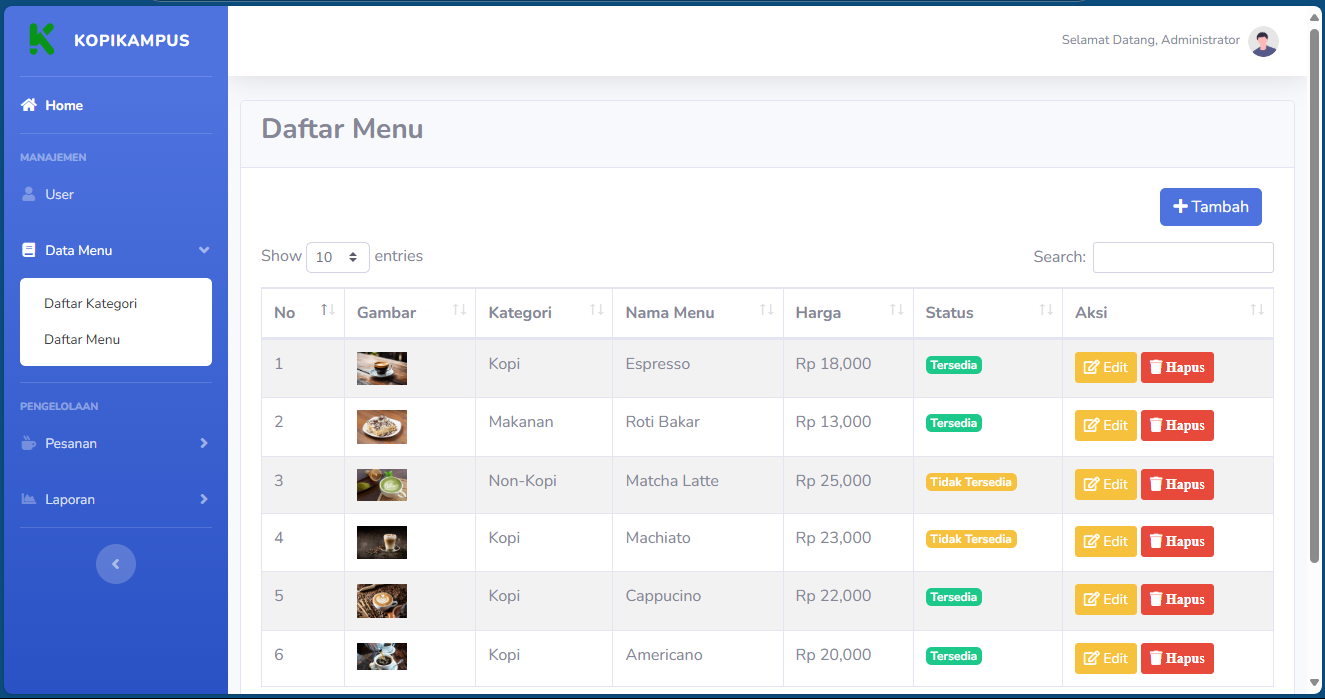 KOPIKAMPUS
Selamat Datang, Administrator
Home
MANAJEMEN
User
Data Menu
Daftar Kategori
Daftar Menu
PENGELOLAAN
Pesanan
Laporan
Daftar Menu
Tambah
Show 10 entries Search:
No Gambar Kategori Nama Menu Harga Status Aksi
1 Kopi Espresso Rp 18,000 Tersedia Edit Hapus
2 Makanan Roti Bakar Rp 13,000 Tersedia Edit Hapus
3 Non-Kopi Matcha Latte Rp 25,000 Tidak Tersedia Edit Hapus
4 Kopi Machiato Rp 23,000 Tidak Tersedia Edit Hapus
5 Kopi Cappucino Rp 22,000 Tersedia Edit Hapus
6 Kopi Americano Rp 20,000 Tersedia Edit Hapus